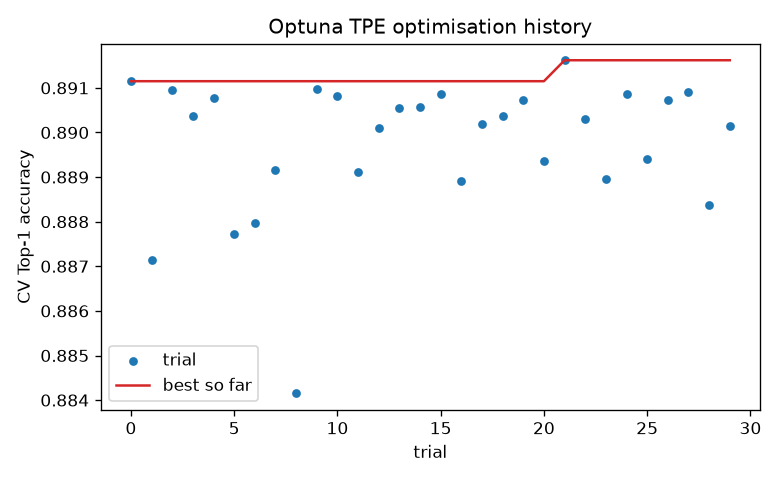 Optuna TPE optimisation history
CV Top-1 accuracy
0.891
0.890
0.889
0.888
0.887
0.886
0.885
0.884
trial
best so far
0 5 10 15 20 25 30
trial